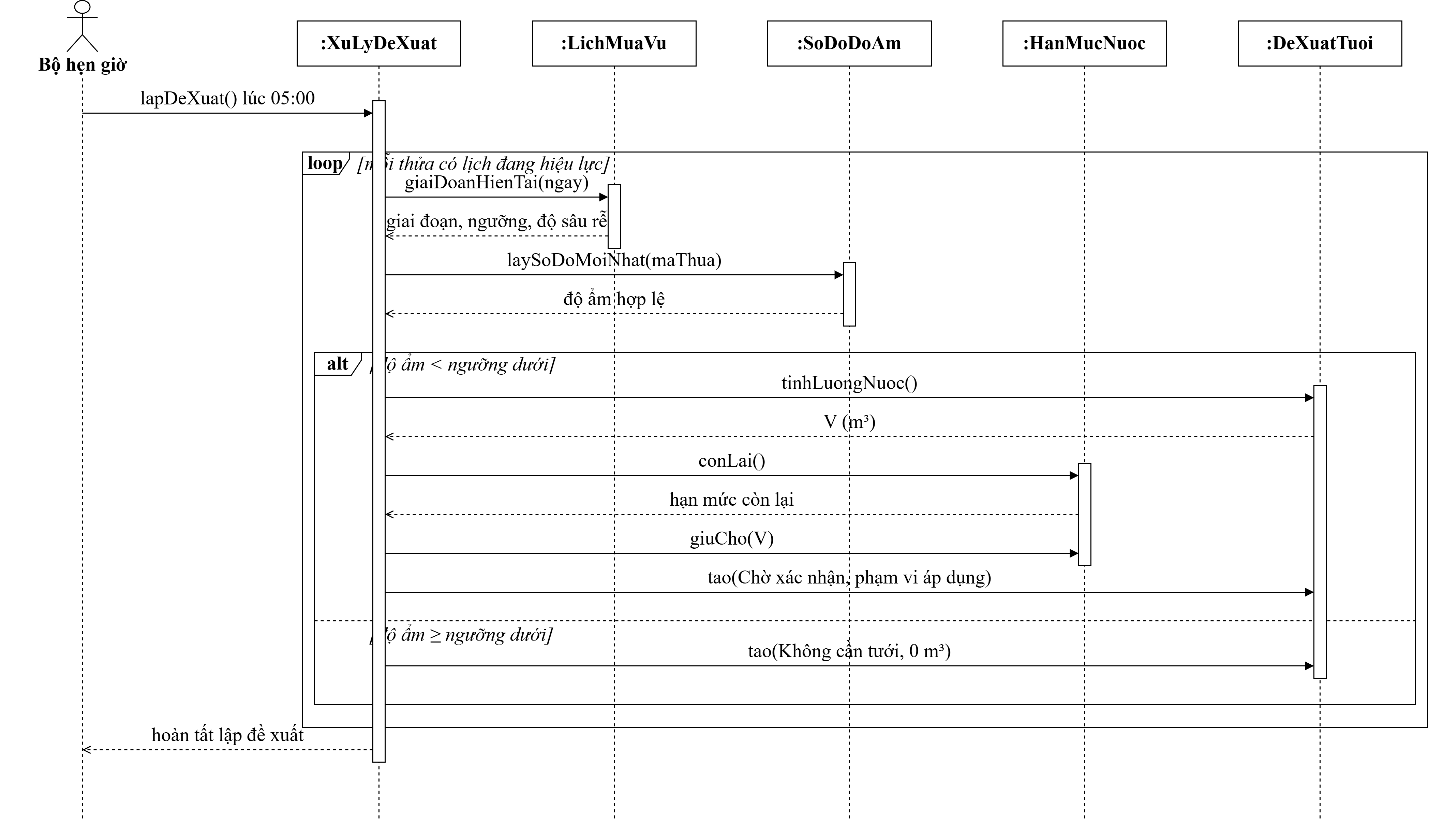 Bộ hẹn giờ
:XuLyDeXuat
:LichMuaVu
:SoDoDoAm
:HanMucNuoc
:DeXuatTuoi
lapDeXuat() lúc 05:00
loop [mỗi thửa có lịch đang hiệu lực]
giaiDoanHienTai(ngay)
giai đoạn, ngưỡng, độ sâu rễ
laySoDoMoiNhat(maThua)
độ ẩm hợp lệ
alt [độ ẩm < ngưỡng dưới]
tinhLuongNuoc()
V (m³)
conLai()
hạn mức còn lại
giuCho(V)
tao(Chờ xác nhận, phạm vi áp dụng)
[độ ẩm ≥ ngưỡng dưới]
tao(Không cần tưới, 0 m³)
hoàn tất lập đề xuất